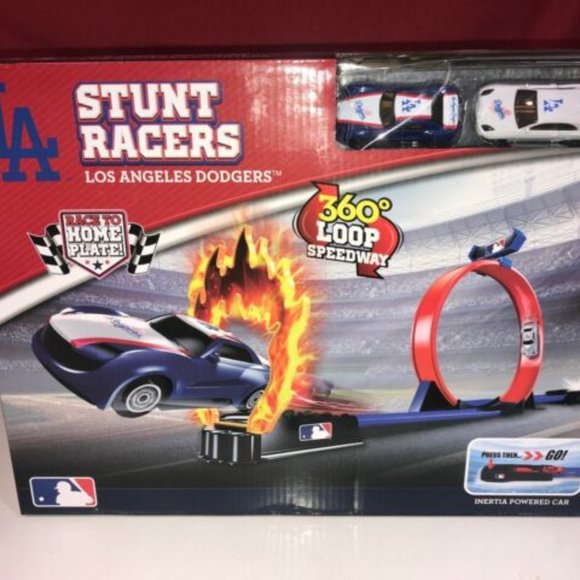 LA
STUNT
RACERS
LOS ANGELES DODGERS™
RACE TO
HOME
PLATE!
360°
LOOP
SPEEDWAY
PRESS THEN... >>> GO!
INERTIA POWERED CAR